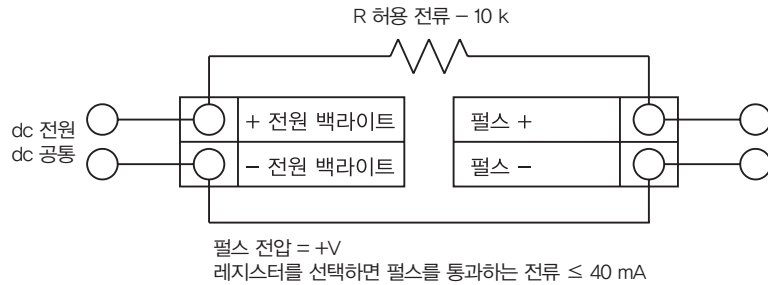 R 허용 전류 – 10 k
dc 전원
dc 공통
+ 전원 백라이트
– 전원 백라이트
펄스 +
펄스 –
펄스 전압 = +V
레지스터를 선택하면 펄스를 통과하는 전류 ≤ 40 mA